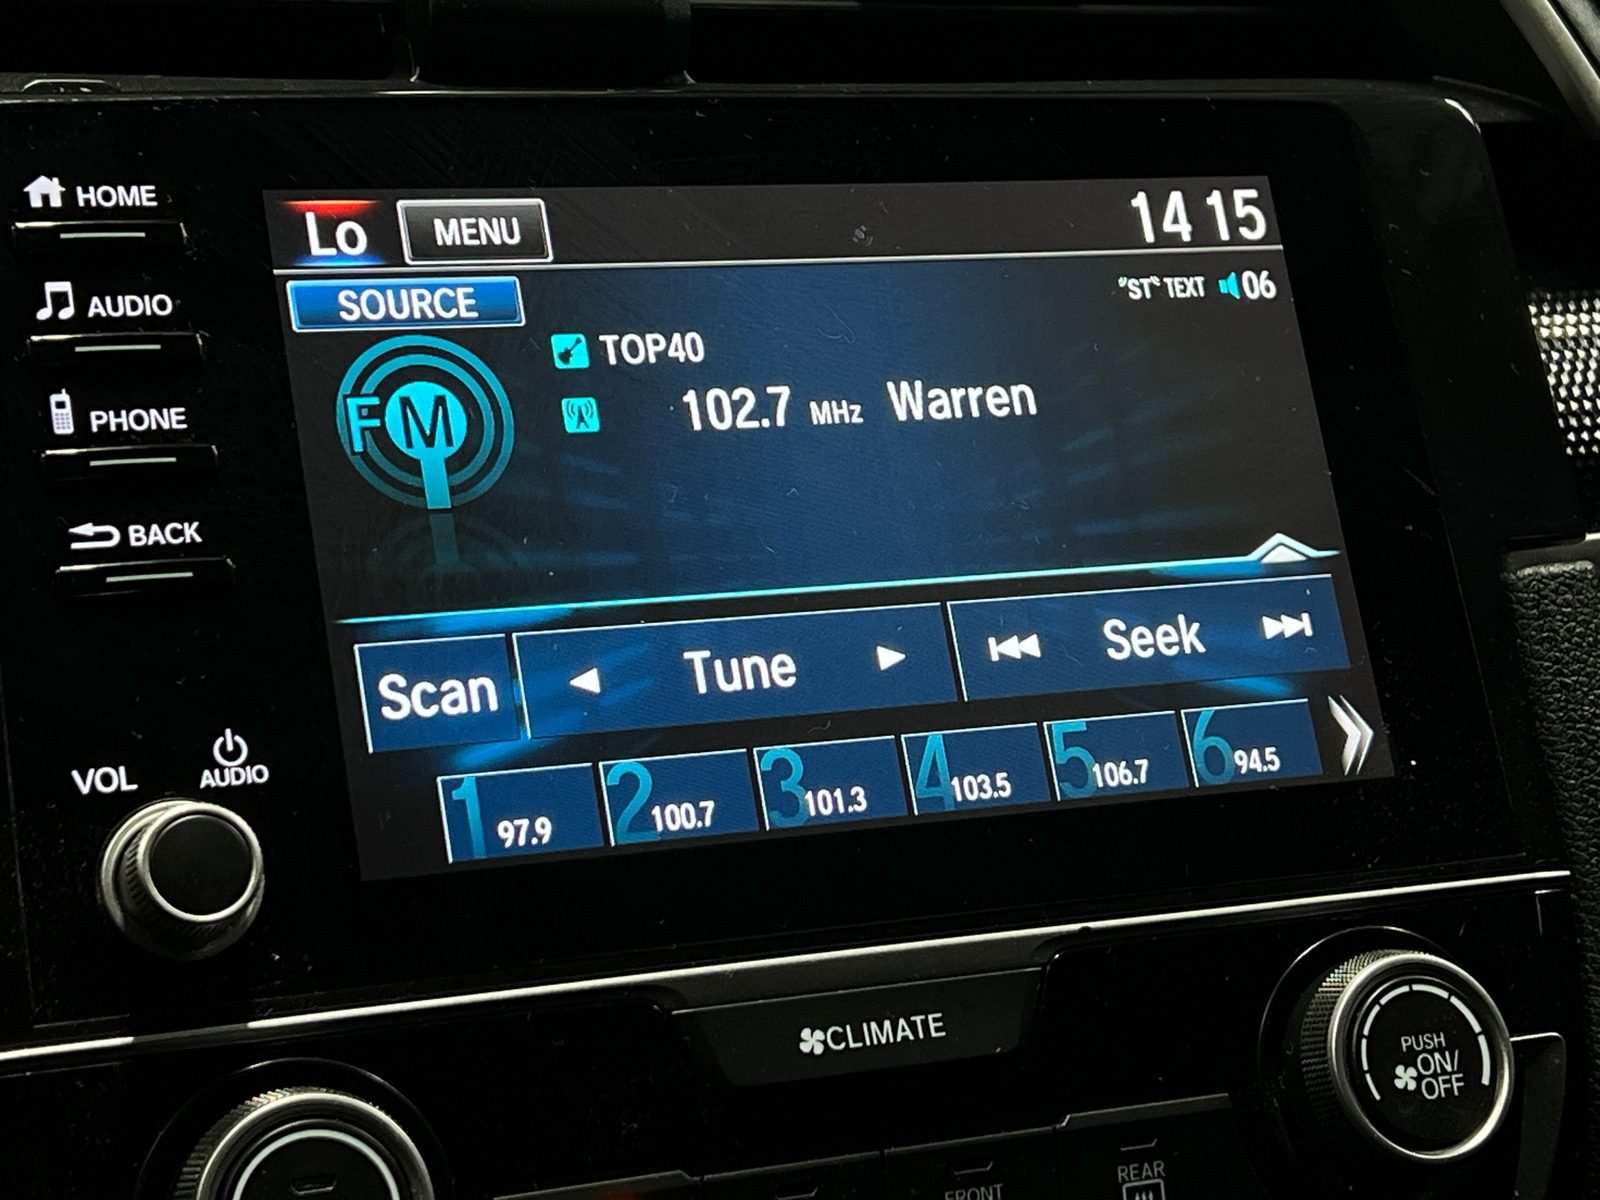 HOME
Lo
MENU
14 15
AUDIO
SOURCE
"ST" TEXT 06
TOP40
PHONE
FM
102.7 MHz Warren
BACK
Scan
Tune
Seek
VOL
AUDIO
1 97.9
2 100.7
3 101.3
4 103.5
5 106.7
6 94.5
CLIMATE
PUSH
ON/
OFF
FRONT
REAR